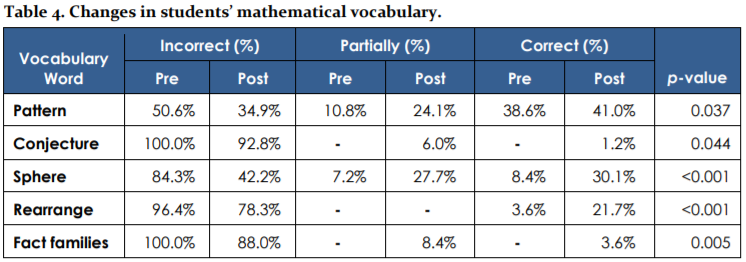 Table 4. Changes in students' mathematical vocabulary.
Vocabulary Word Incorrect (%) Partially (%) Correct (%) p-value
Pre Post Pre Post Pre Post
Pattern 50.6% 34.9% 10.8% 24.1% 38.6% 41.0% 0.037
Conjecture 100.0% 92.8% - 6.0% - 1.2% 0.044
Sphere 84.3% 42.2% 7.2% 27.7% 8.4% 30.1% <0.001
Rearrange 96.4% 78.3% - - 3.6% 21.7% <0.001
Fact families 100.0% 88.0% - 8.4% - 3.6% 0.005